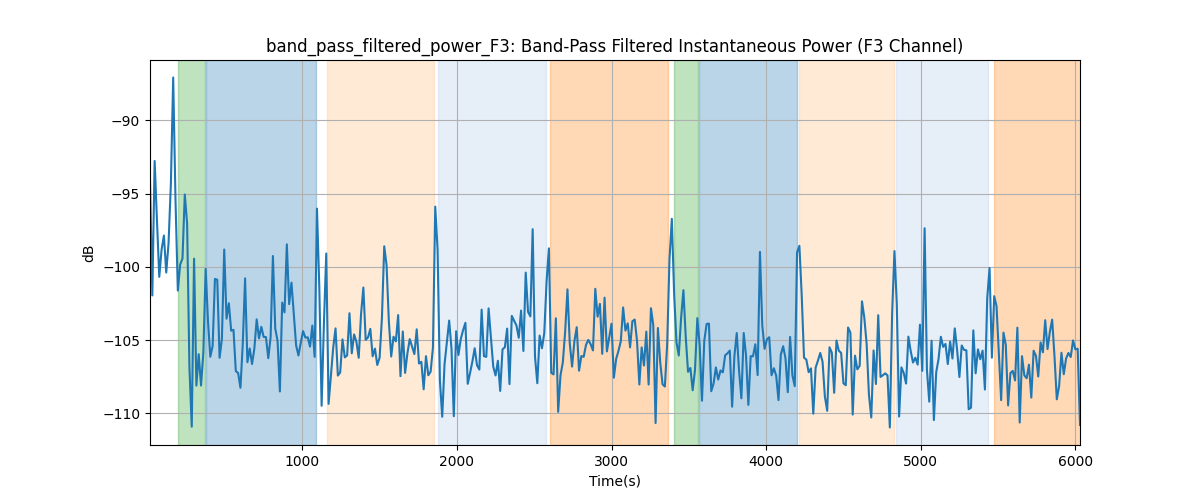 band_pass_filtered_power_F3: Band-Pass Filtered Instantaneous Power (F3 Channel)
−90
−95
−100
−105
−110
dB
1000 2000 3000 4000 5000 6000
Time(s)